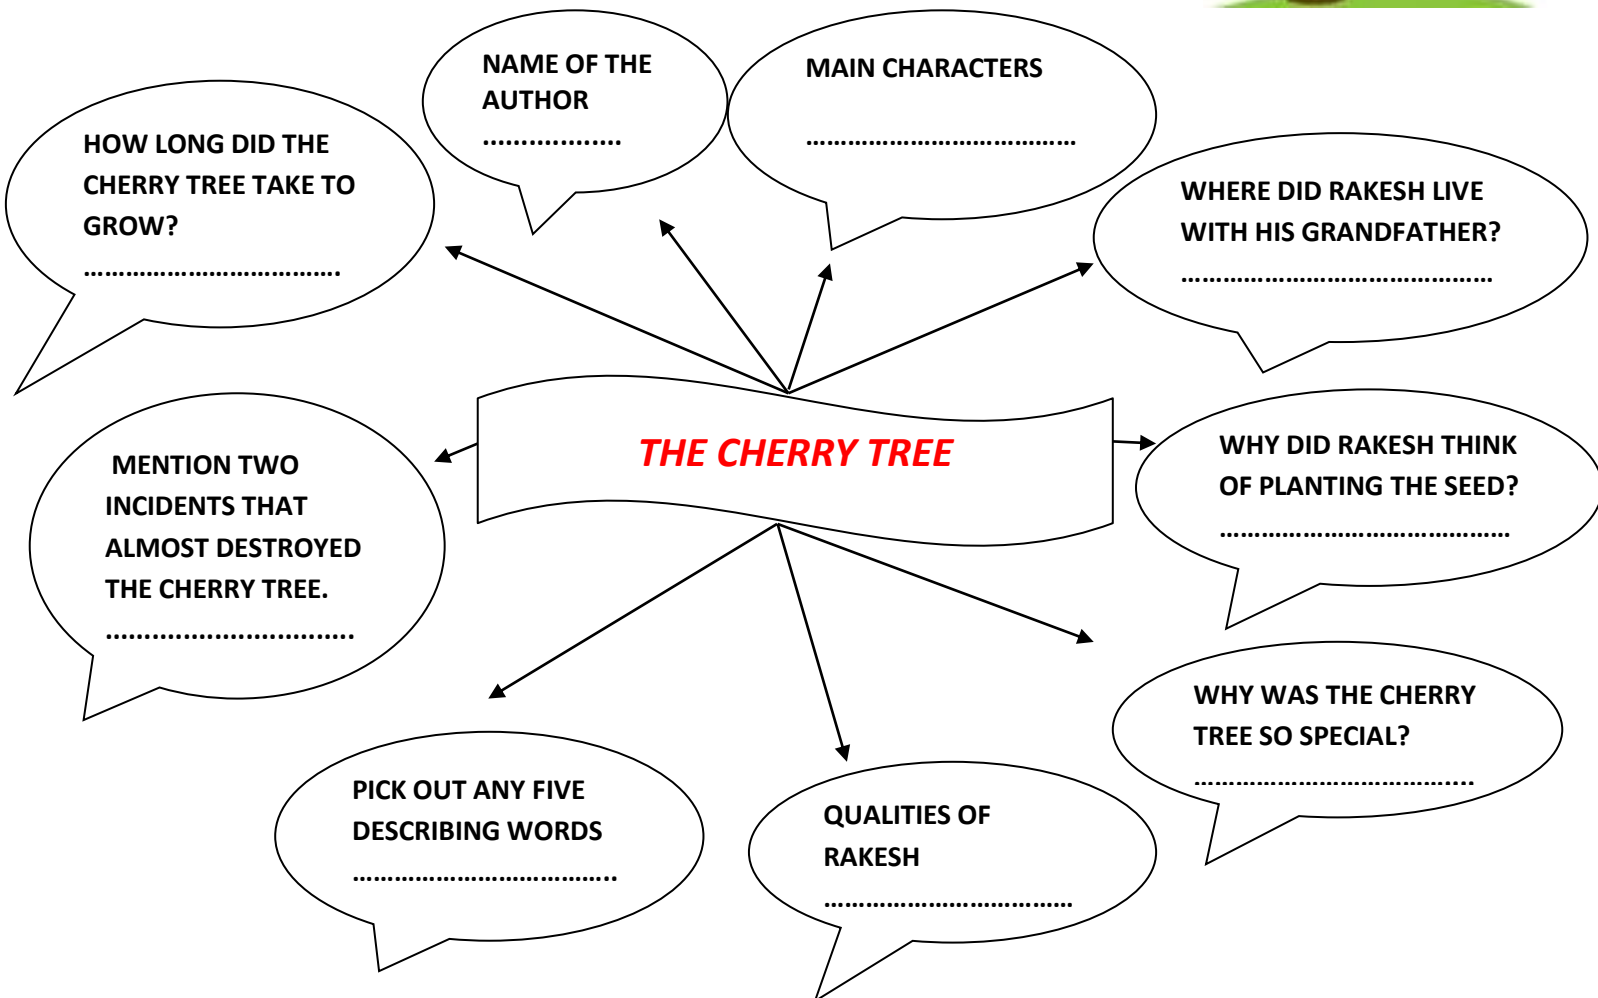 NAME OF THE
AUTHOR
………………
MAIN CHARACTERS
…………………………………
HOW LONG DID THE
CHERRY TREE TAKE TO
GROW?
……………………………….
WHERE DID RAKESH LIVE
WITH HIS GRANDFATHER?
………………………………………
THE CHERRY TREE
MENTION TWO
INCIDENTS THAT
ALMOST DESTROYED
THE CHERRY TREE.
……………………………
WHY DID RAKESH THINK
OF PLANTING THE SEED?
……………………………………
WHY WAS THE CHERRY
TREE SO SPECIAL?
………………………………….
PICK OUT ANY FIVE
DESCRIBING WORDS
………………………………..
QUALITIES OF
RAKESH
………………………………